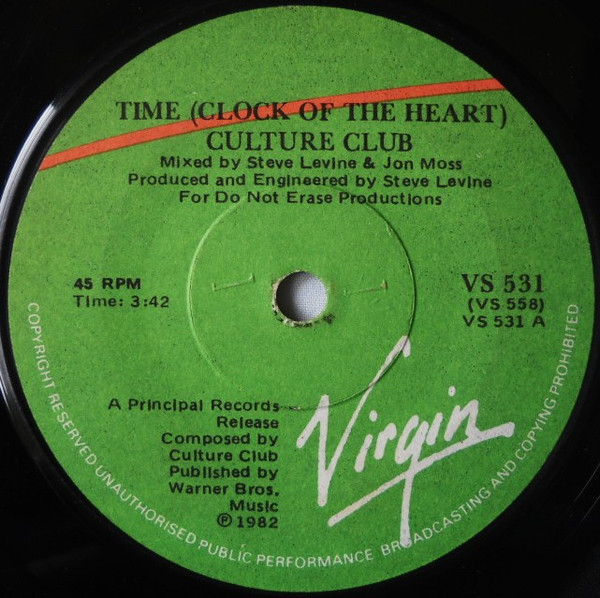 TIME (CLOCK OF THE HEART)
CULTURE CLUB
Mixed by Steve Levine & Jon Moss
Produced and Engineered by Steve Levine
For Do Not Erase Productions
45 RPM
Time: 3:42
VS 531
(VS 558)
VS 531 A
A Principal Records
Release
Composed by
Culture Club
Published by
Warner Bros.
Music
℗ 1982
Virgin
COPYRIGHT RESERVED UNAUTHORISED PUBLIC PERFORMANCE BROADCASTING AND COPYING PROHIBITED